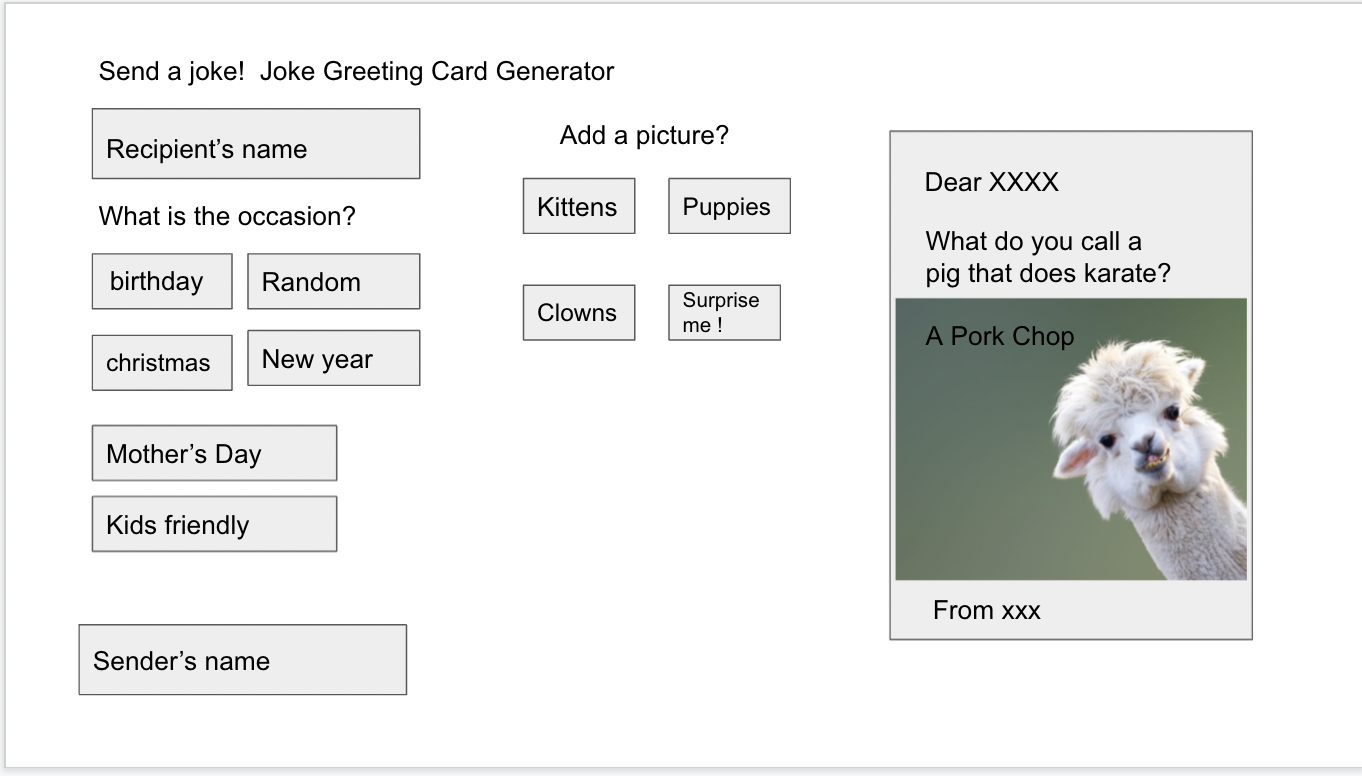 Send a joke!  Joke Greeting Card Generator
Recipient’s name
What is the occasion?
birthday
Random
christmas
New year
Mother’s Day
Kids friendly
Sender’s name
Add a picture?
Kittens
Puppies
Clowns
Surprise
me !
Dear XXXX
What do you call a
pig that does karate?
A Pork Chop
From xxx